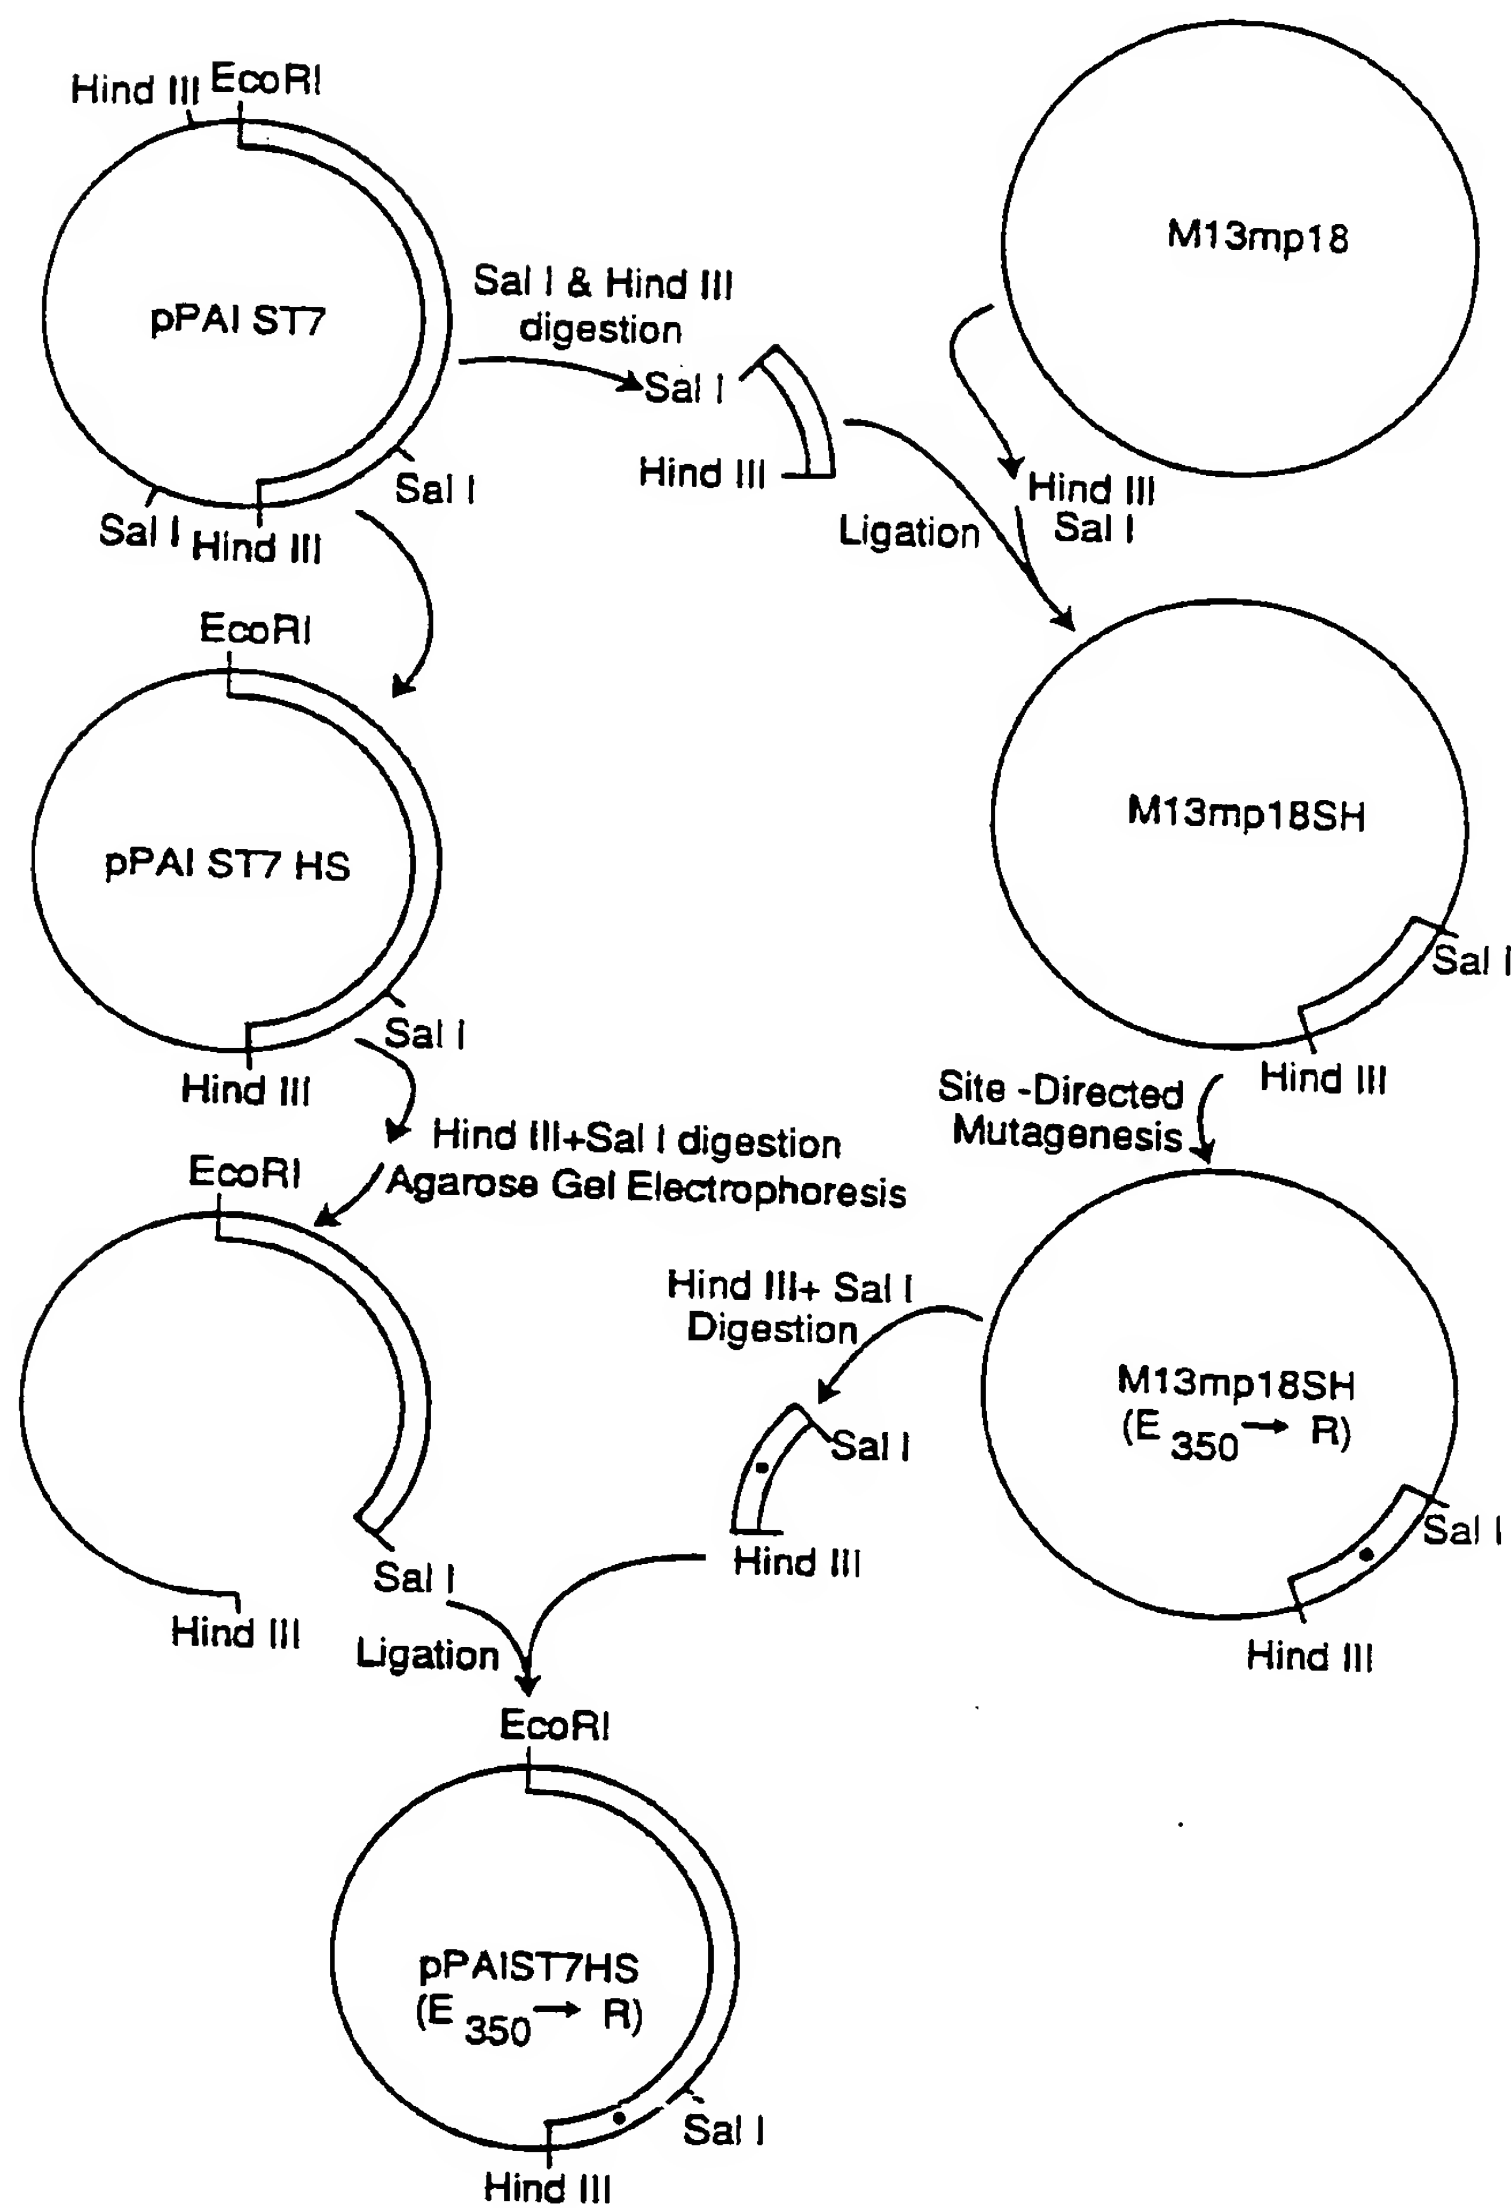 Hind III
EcoRI
pPAI ST7
Sal I
Hind III
Sal I
Sal I & Hind III
digestion
Sal I
Hind III
M13mp18
Hind III
Sal I
Ligation
EcoRI
pPAI ST7 HS
Sal I
Hind III
M13mp18SH
Sal I
Hind III
Site -Directed
Mutagenesis
Hind III+Sal I digestion
Agarose Gel Electrophoresis
EcoRI
Sal I
Hind III
Hind III+ Sal I
Digestion
Sal I
Hind III
M13mp18SH
(E 350 → R)
Sal I
Hind III
Ligation
EcoRI
pPAIST7HS
(E 350 → R)
Sal I
Hind III